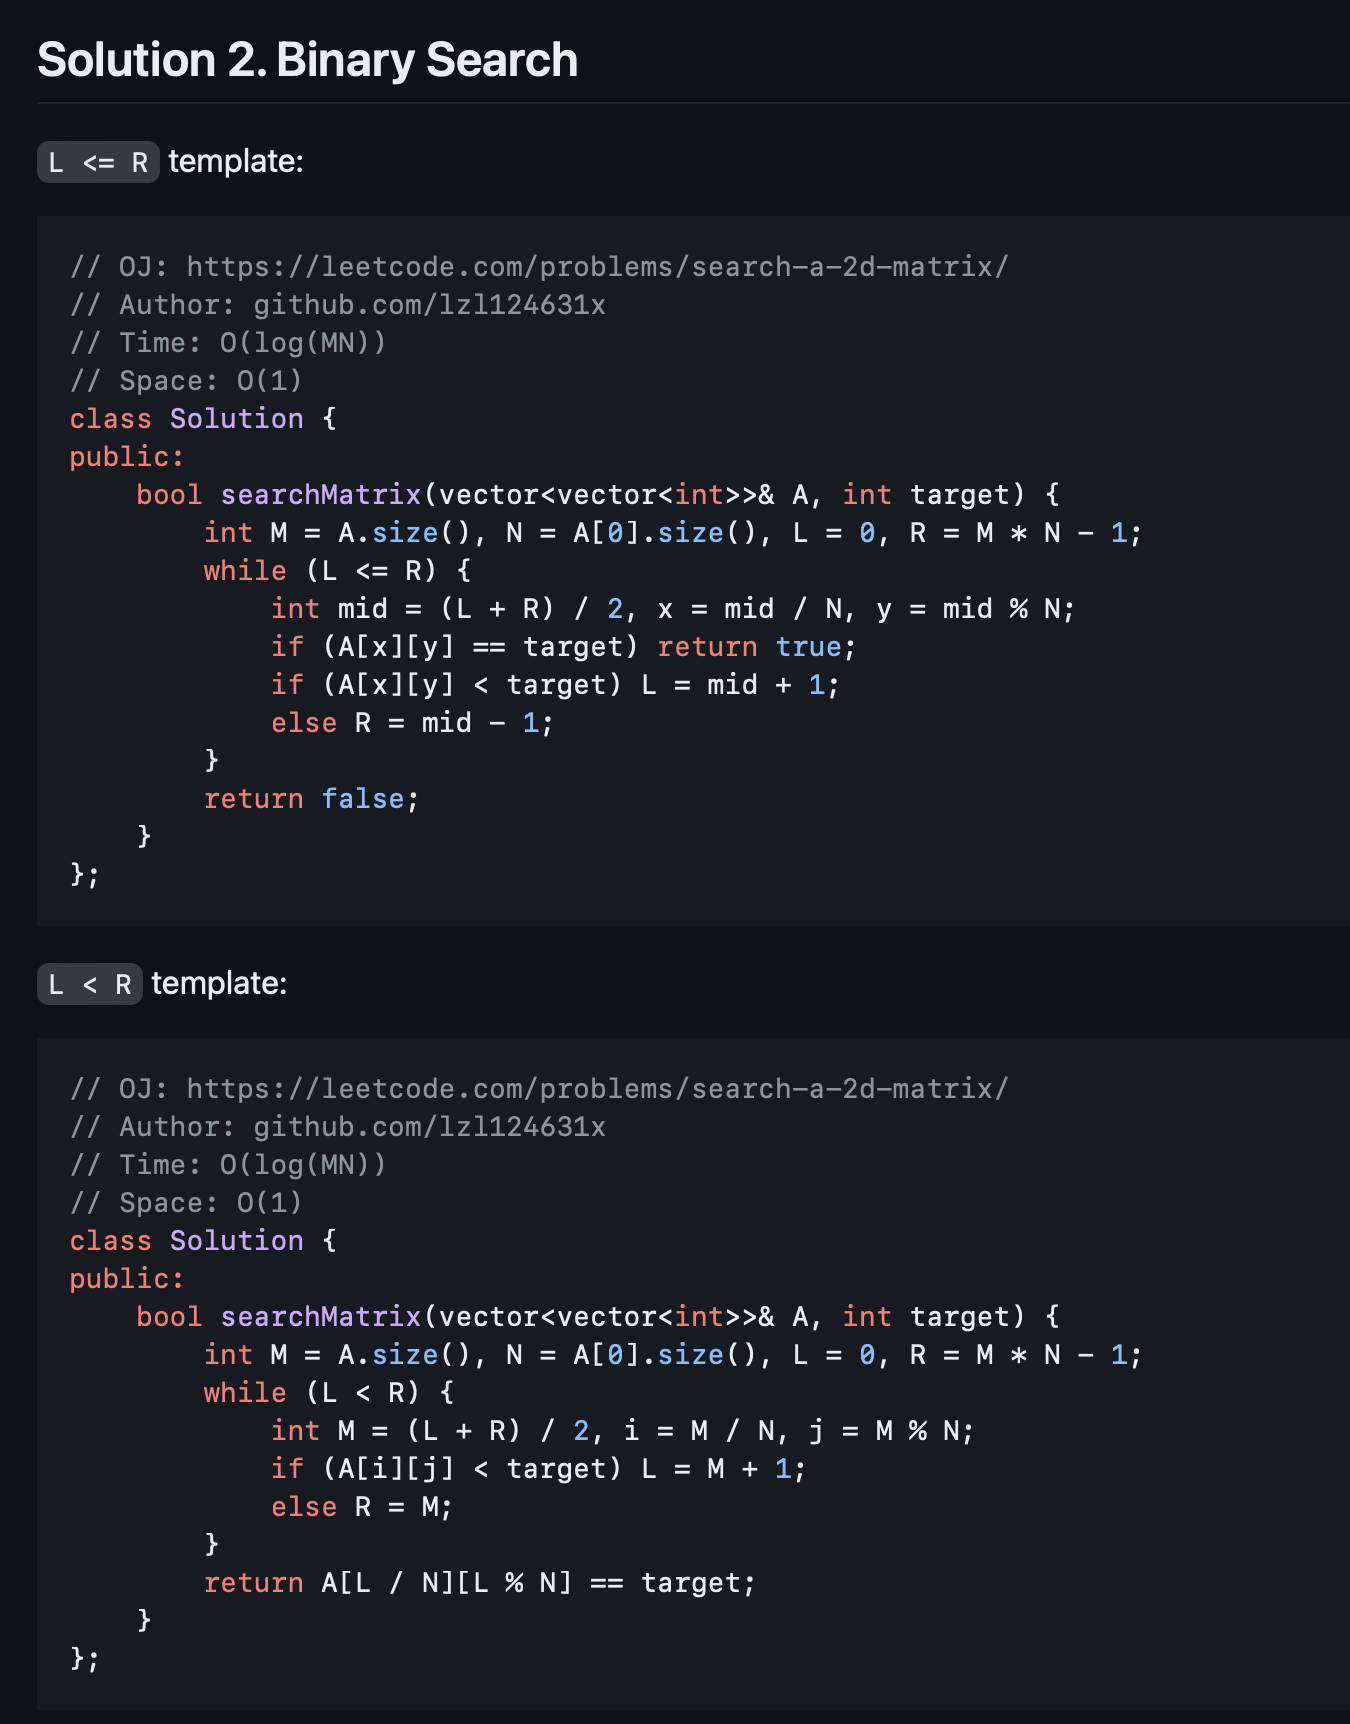 Solution 2. Binary Search
L <= R template:
// OJ: https://leetcode.com/problems/search-a-2d-matrix/
// Author: github.com/lzl124631x
// Time: O(log(MN))
// Space: O(1)
class Solution {
public:
    bool searchMatrix(vector<vector<int>>& A, int target) {
        int M = A.size(), N = A[0].size(), L = 0, R = M * N - 1;
        while (L <= R) {
            int mid = (L + R) / 2, x = mid / N, y = mid % N;
            if (A[x][y] == target) return true;
            if (A[x][y] < target) L = mid + 1;
            else R = mid - 1;
        }
        return false;
    }
};
L < R template:
// OJ: https://leetcode.com/problems/search-a-2d-matrix/
// Author: github.com/lzl124631x
// Time: O(log(MN))
// Space: O(1)
class Solution {
public:
    bool searchMatrix(vector<vector<int>>& A, int target) {
        int M = A.size(), N = A[0].size(), L = 0, R = M * N - 1;
        while (L < R) {
            int M = (L + R) / 2, i = M / N, j = M % N;
            if (A[i][j] < target) L = M + 1;
            else R = M;
        }
        return A[L / N][L % N] == target;
    }
};